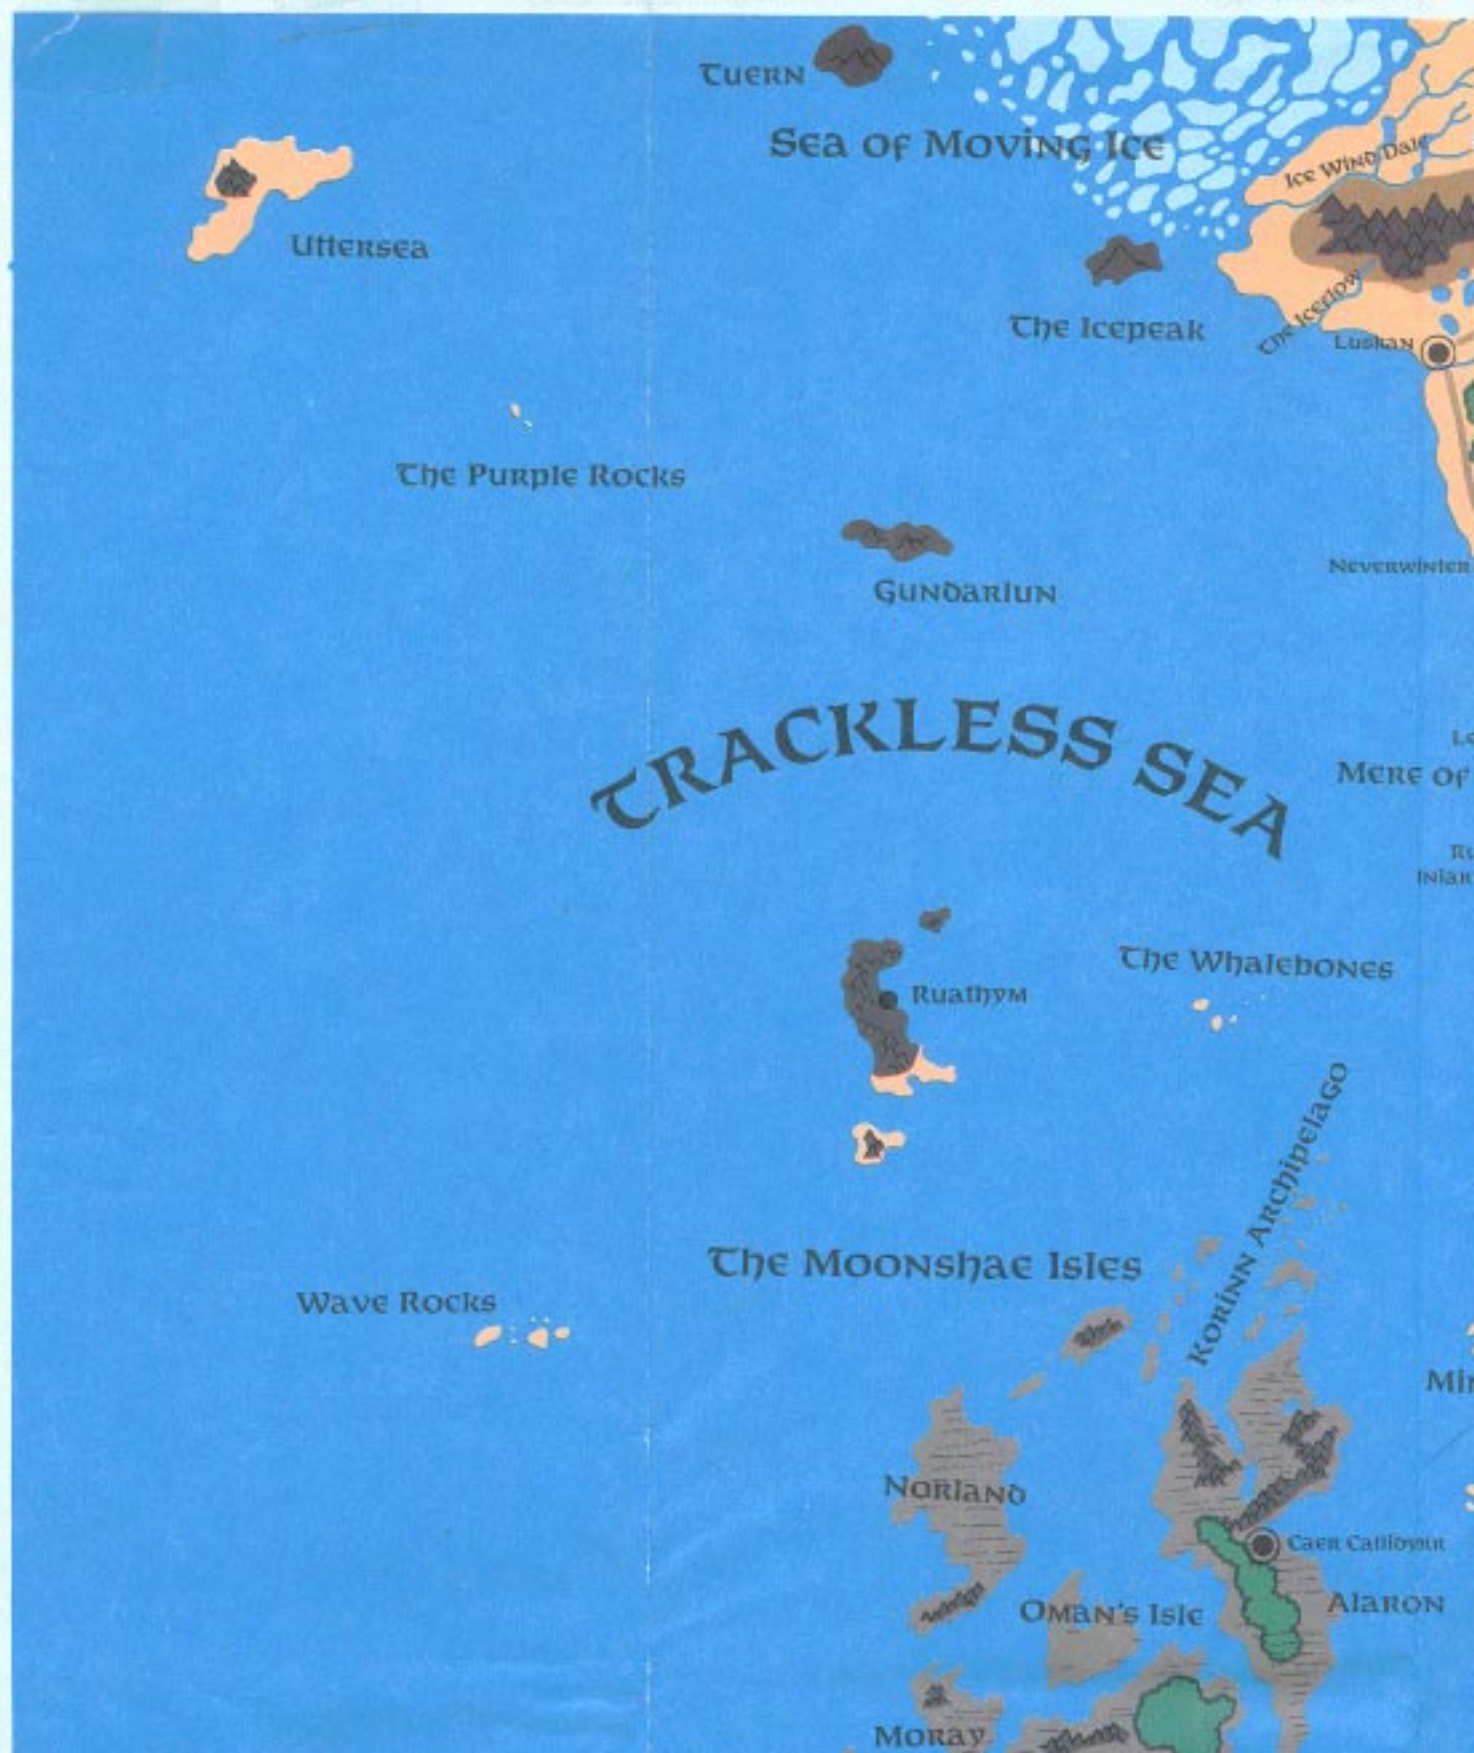 Tuern
Sea of Moving Ice
Ice Wind Dale
Uttersea
The Icepeak
The Iceflow
Luskan
The Purple Rocks
Neverwinter
Gundarlun
TRACKLESS SEA
Mere of
The Whalebones
Ruathym
Korinn Archipelago
The Moonshae Isles
Wave Rocks
Norland
Caer Callidyrr
Oman's Isle
Alaron
Moray